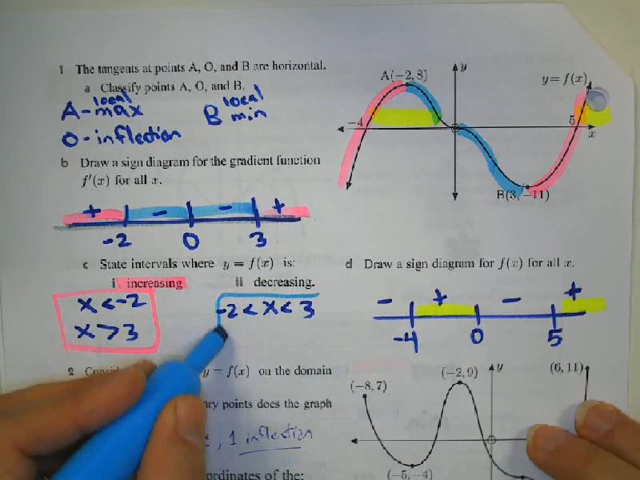 1 The tangents at points A, O, and B are horizontal.
a Classify points A, O, and B.
A - local max
B local min
O - inflection
b Draw a sign diagram for the gradient function
f′(x) for all x.
+ − − +
-2 0 3
c State intervals where y = f(x) is:
i increasing ii decreasing.
x < -2
x > 3
-2 < x < 3
A(−2, 8)
y
y = f(x)
−4
5
x
B(3, −11)
d Draw a sign diagram for f(x) for all x.
− + − +
-4 0 5
2 y = f(x) on the domain
points does the graph
, 1 inflection
ordinates of the:
(−8, 7)
(−2, 9)
y
(6, 11)
(−5, −4)